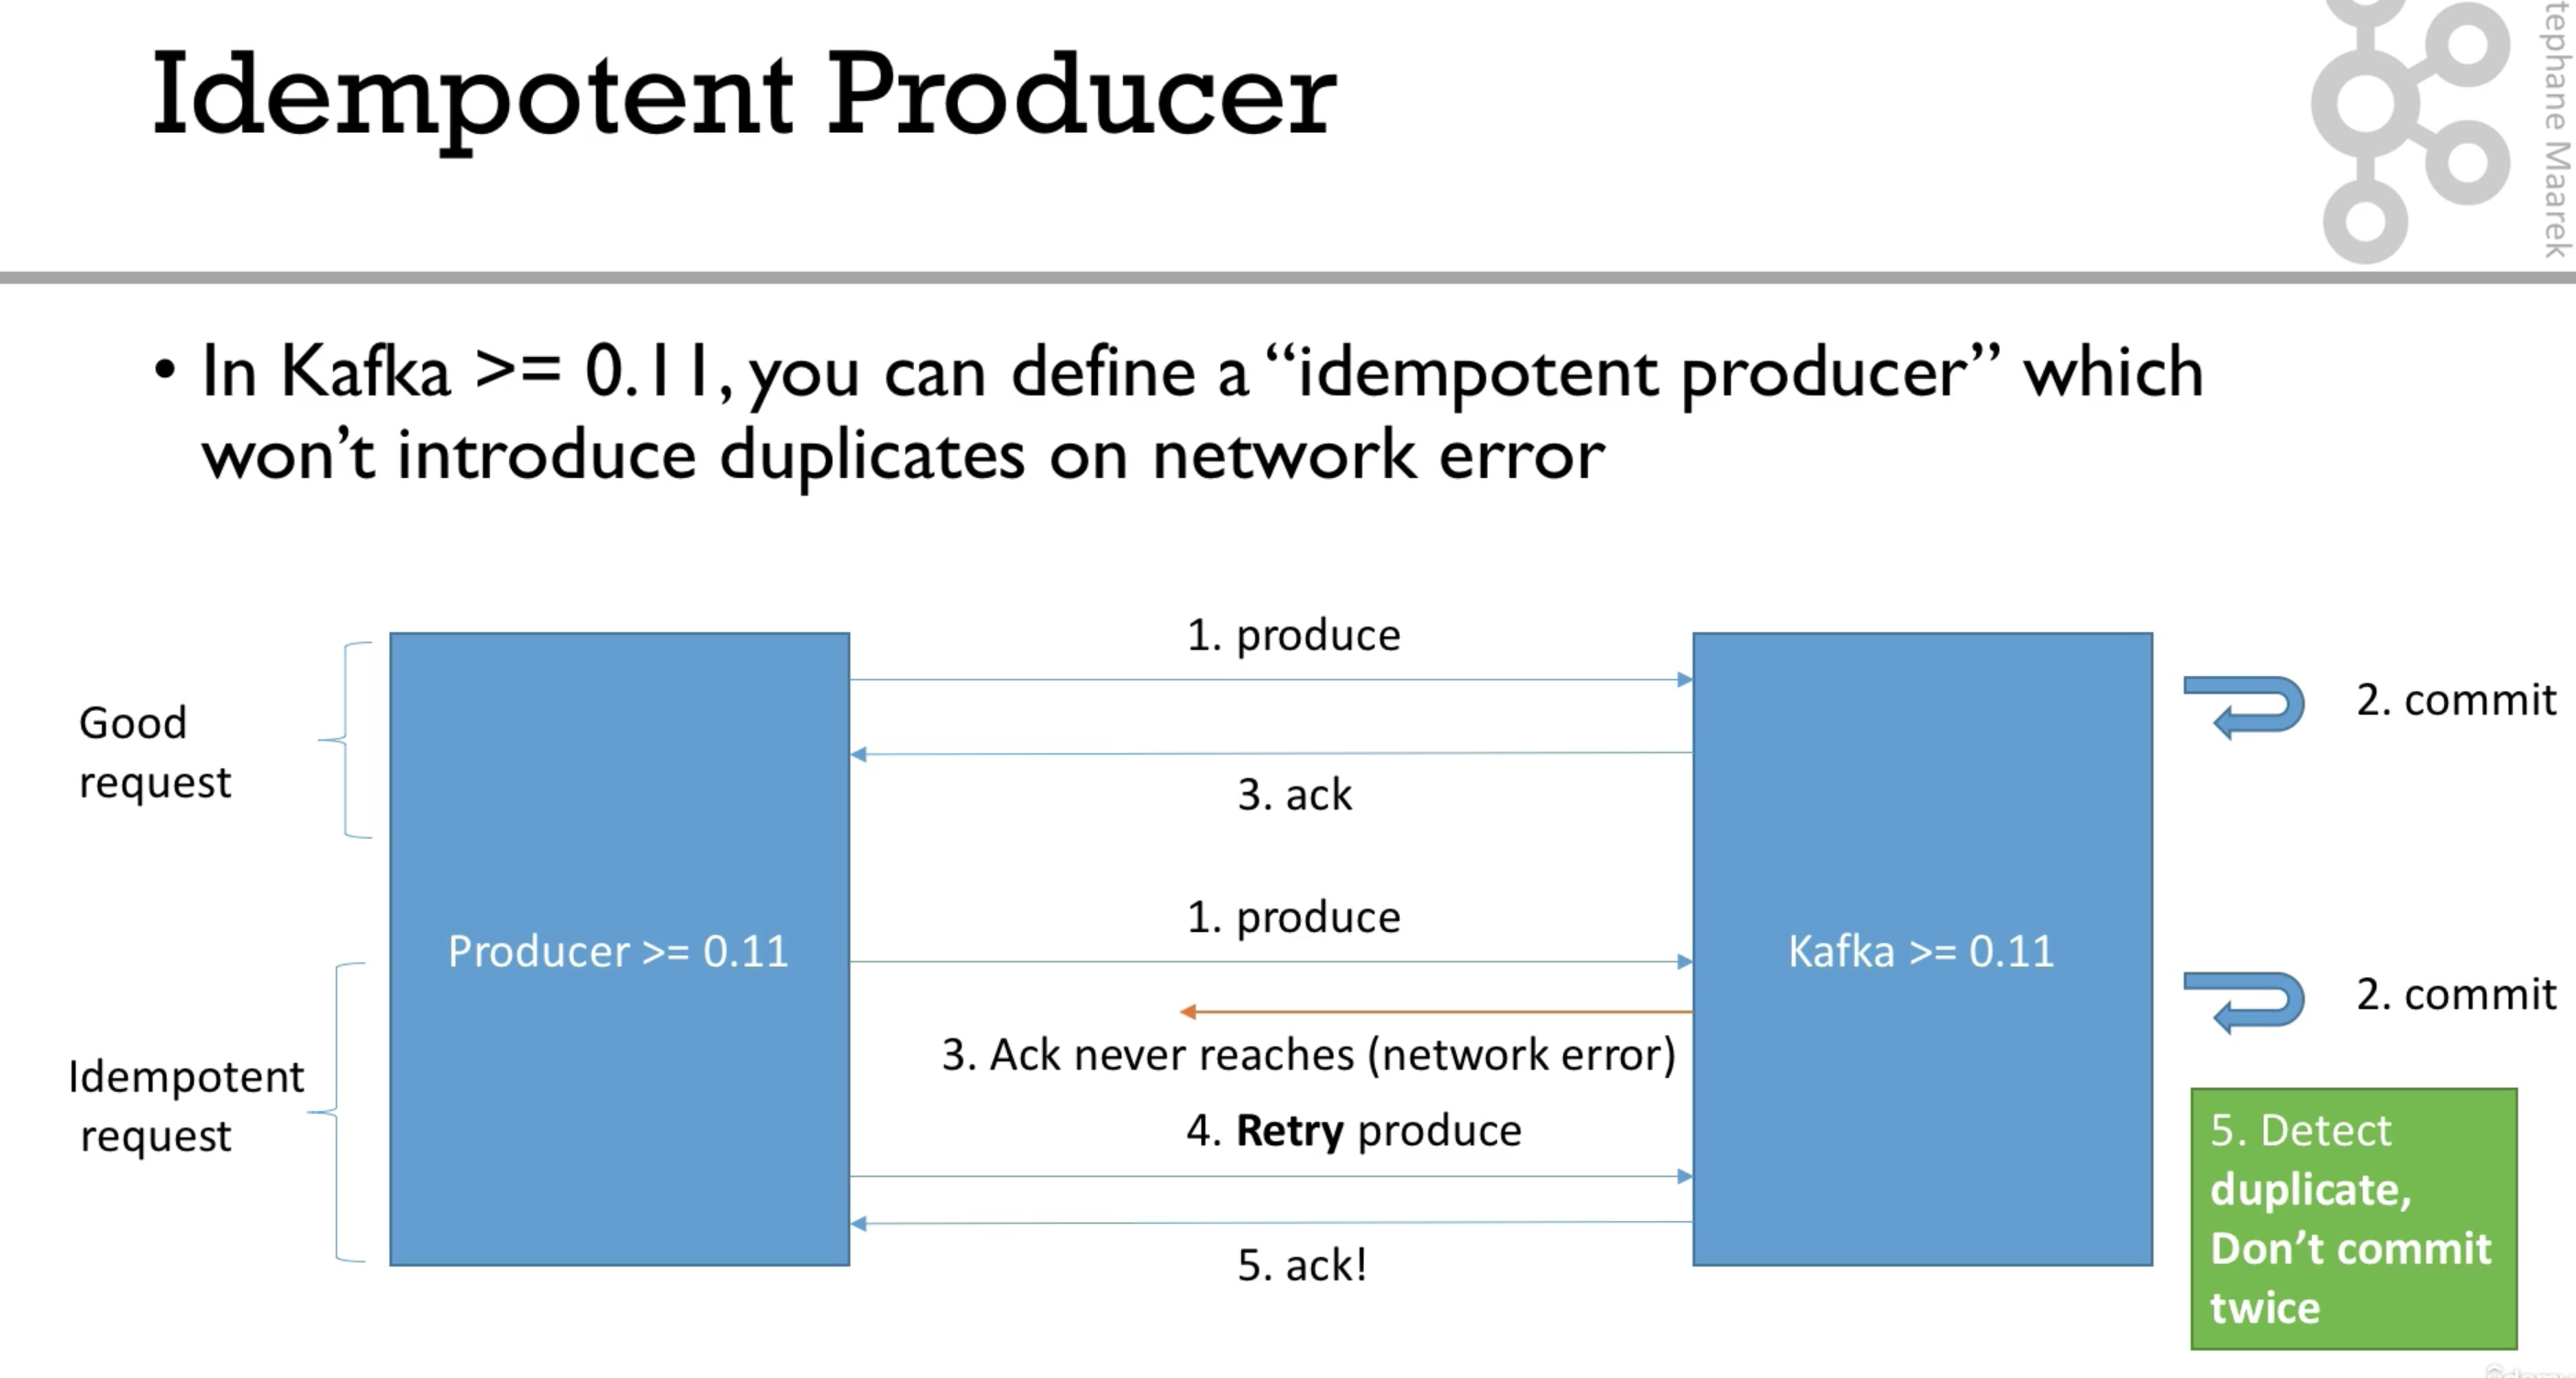 Idempotent Producer
tephane Maarek
• In Kafka >= 0.11, you can define a “idempotent producer” which
won’t introduce duplicates on network error
Good
request
1. produce
2. commit
3. ack
Producer >= 0.11
Kafka >= 0.11
Idempotent
request
1. produce
2. commit
3. Ack never reaches (network error)
4. Retry produce
5. ack!
5. Detect
duplicate,
Don’t commit
twice